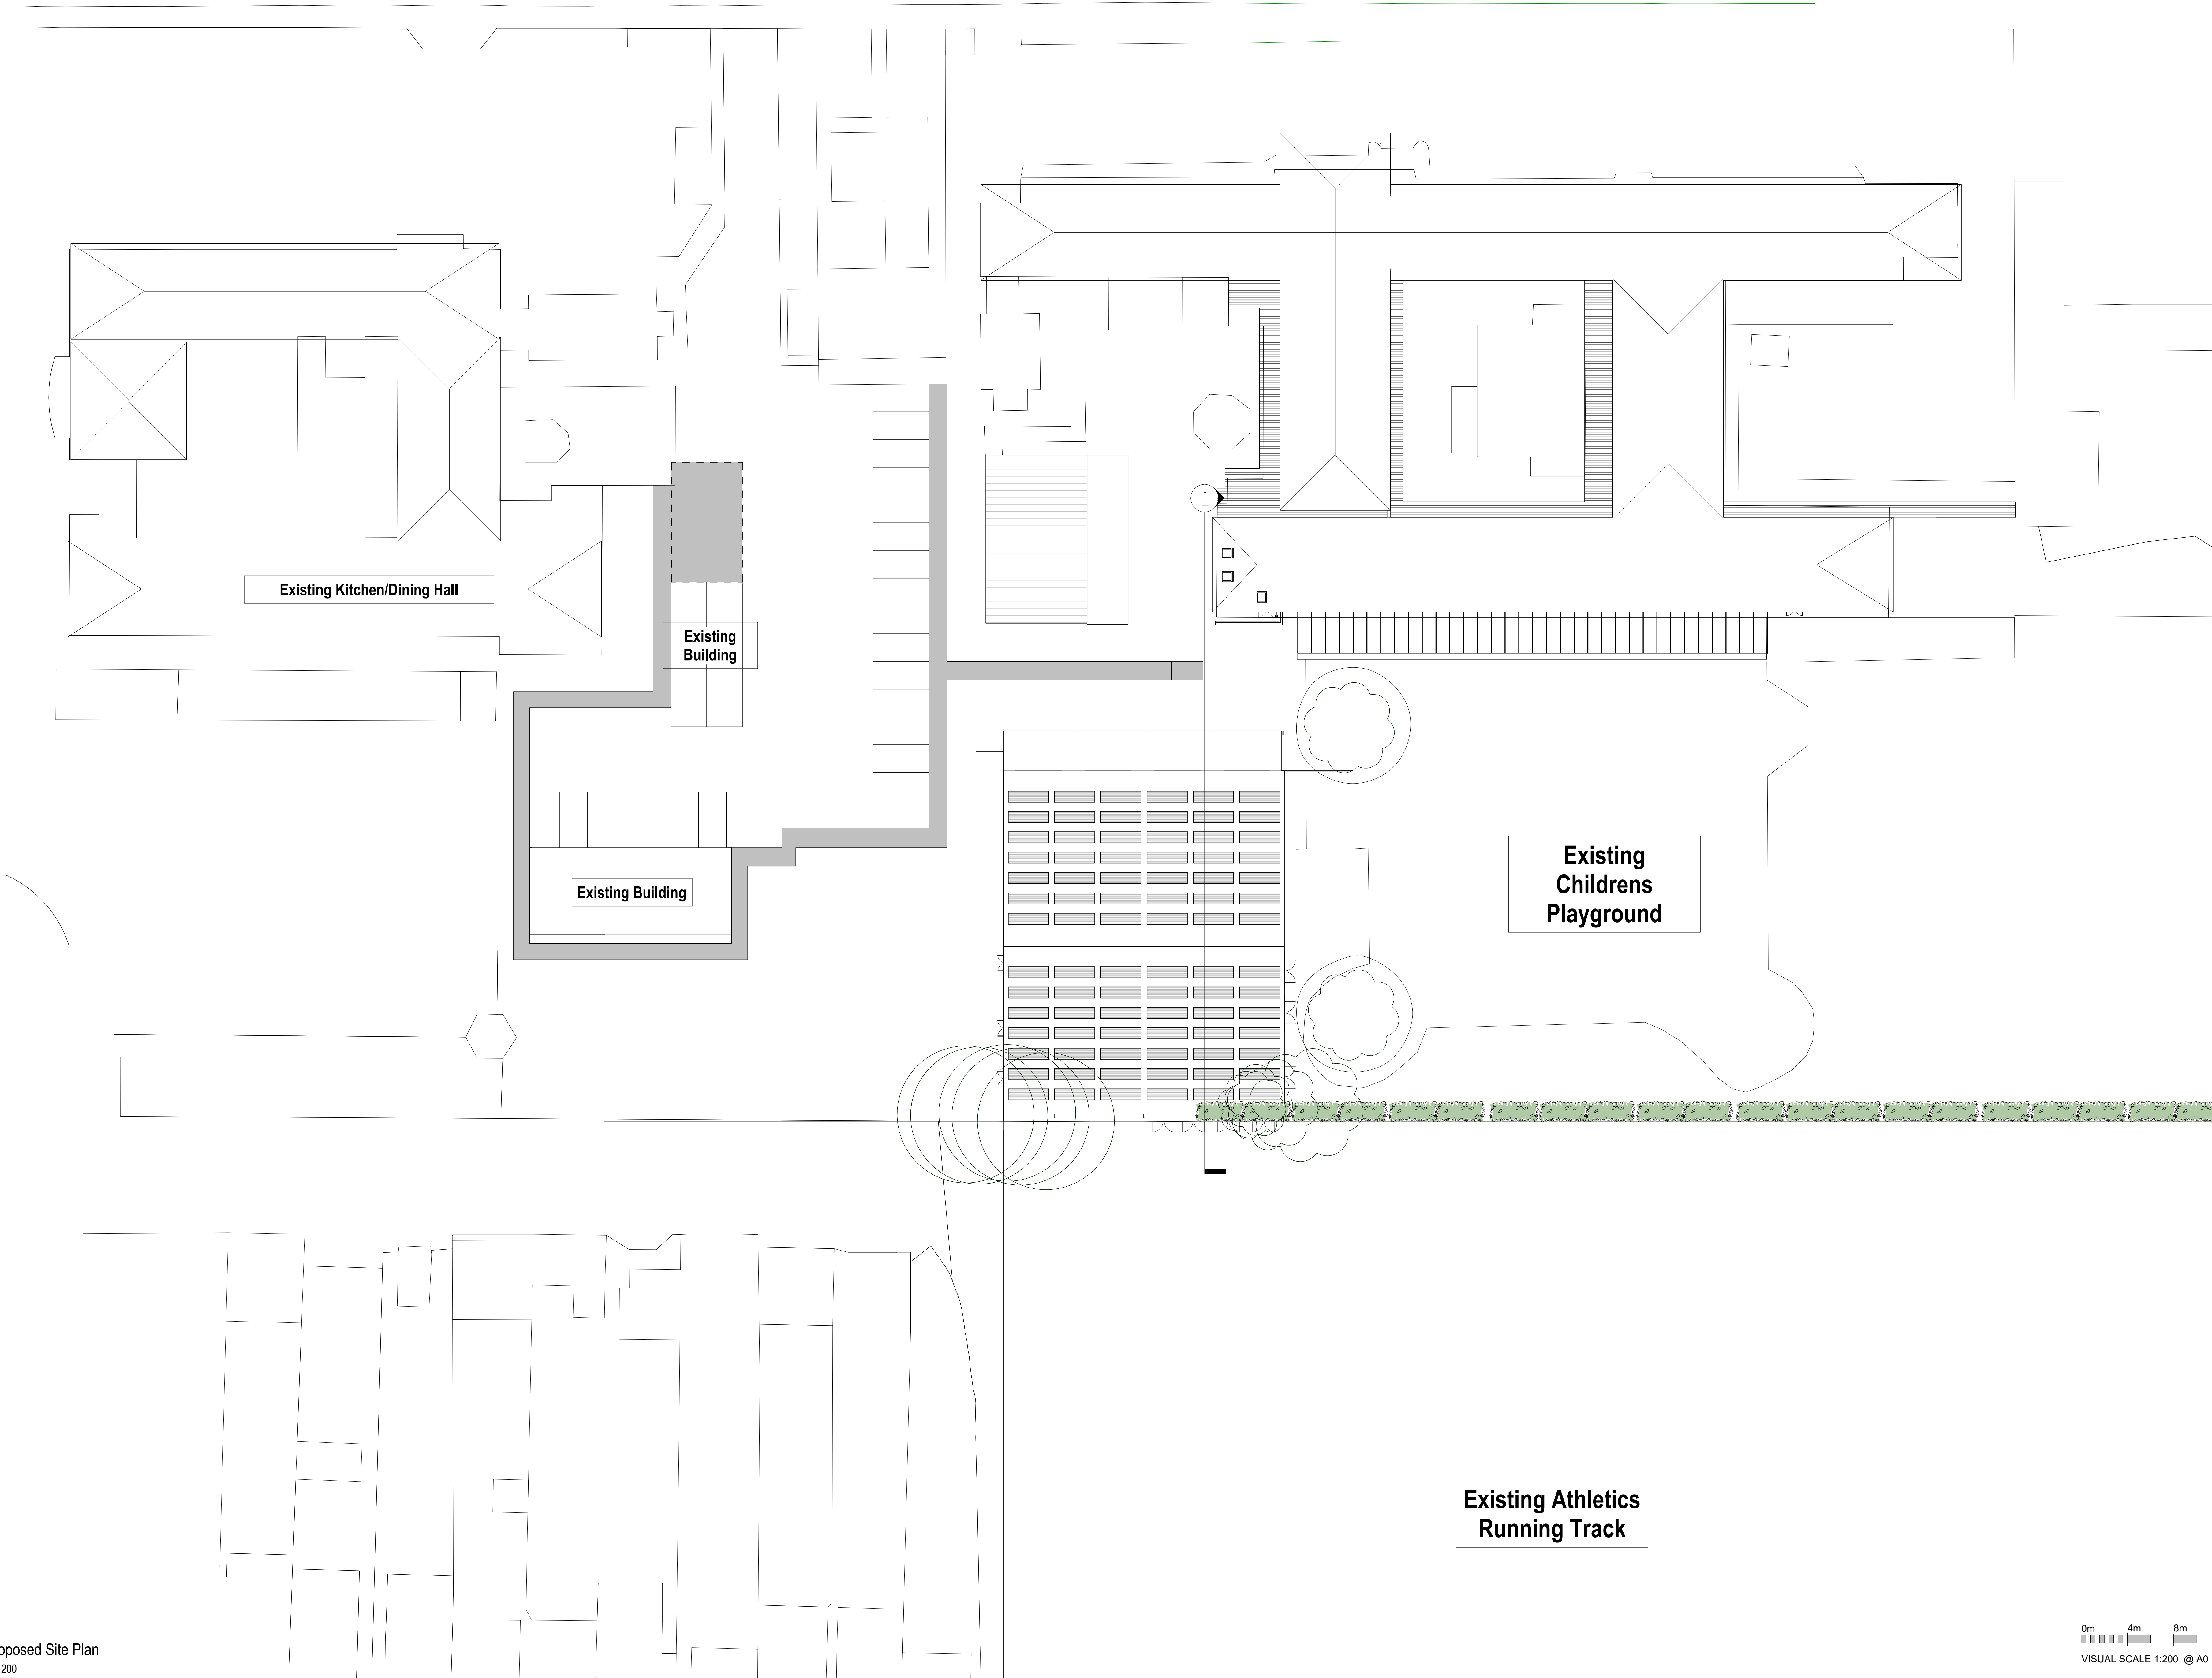 Existing Kitchen/Dining Hall
Existing
Building
Existing Building
Existing
Childrens
Playground
Existing Athletics
Running Track
oposed Site Plan
200
0m 4m 8m
VISUAL SCALE 1:200 @ A0